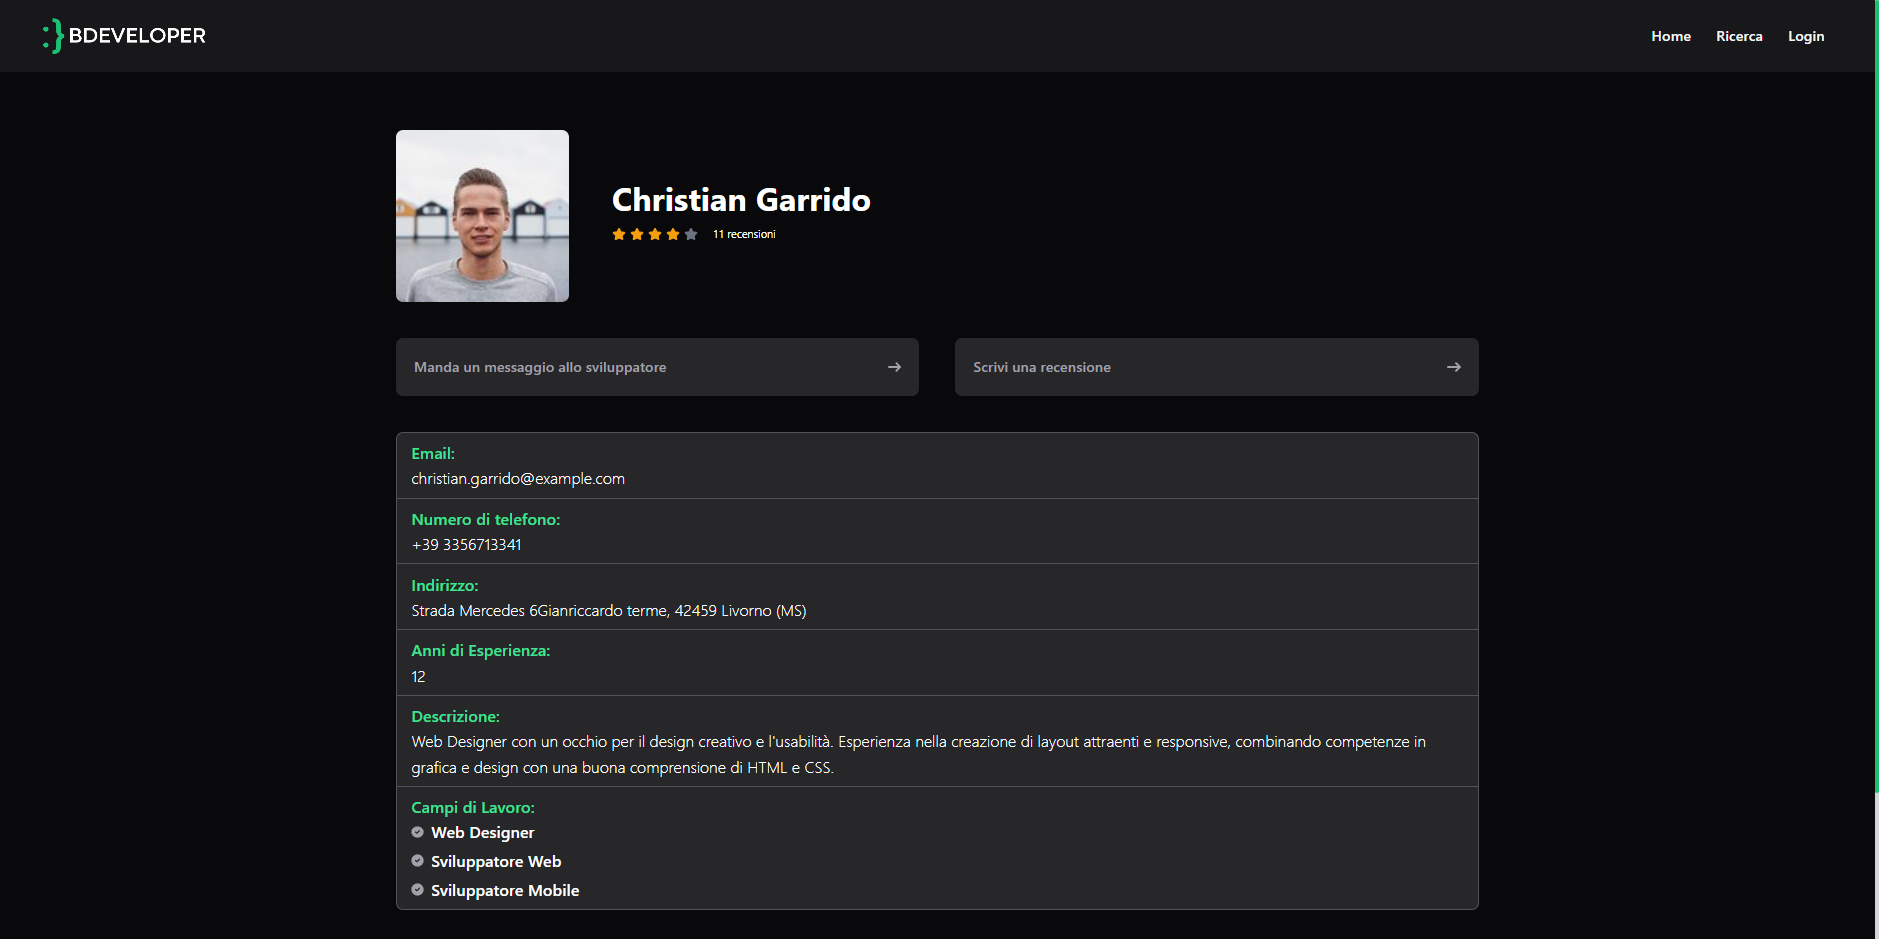 :} BDEVELOPER
Home Ricerca Login
Christian Garrido
11 recensioni
Manda un messaggio allo sviluppatore
Scrivi una recensione
Email:
christian.garrido@example.com
Numero di telefono:
+39 3356713341
Indirizzo:
Strada Mercedes 6Gianriccardo terme, 42459 Livorno (MS)
Anni di Esperienza:
12
Descrizione:
Web Designer con un occhio per il design creativo e l'usabilità. Esperienza nella creazione di layout attraenti e responsive, combinando competenze in
grafica e design con una buona comprensione di HTML e CSS.
Campi di Lavoro:
Web Designer
Sviluppatore Web
Sviluppatore Mobile